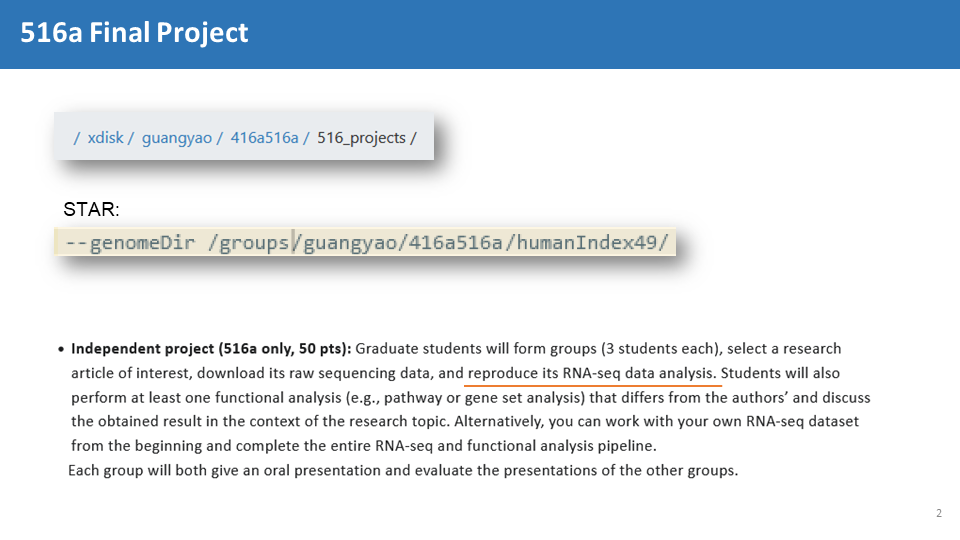 516a Final Project
/ xdisk / guangyao / 416a516a / 516_projects /
STAR:
--genomeDir /groups/guangyao/416a516a/humanIndex49/
• Independent project (516a only, 50 pts): Graduate students will form groups (3 students each), select a research
article of interest, download its raw sequencing data, and reproduce its RNA-seq data analysis. Students will also
perform at least one functional analysis (e.g., pathway or gene set analysis) that differs from the authors’ and discuss
the obtained result in the context of the research topic. Alternatively, you can work with your own RNA-seq dataset
from the beginning and complete the entire RNA-seq and functional analysis pipeline.
Each group will both give an oral presentation and evaluate the presentations of the other groups.
2